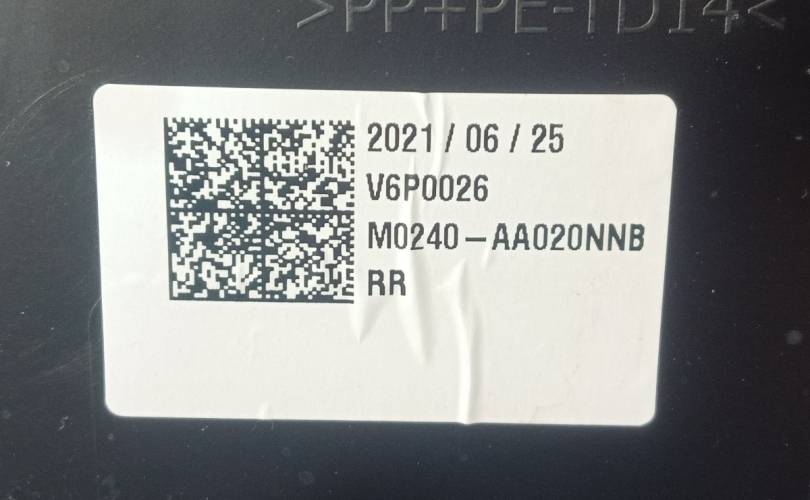 >PP+PE-TD14<
2021 / 06 / 25
V6P0026
M0240-AA020NNB
RR